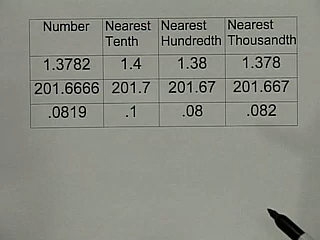 Number Nearest Tenth Nearest Hundredth Nearest Thousandth
1.3782 1.4 1.38 1.378
201.6666 201.7 201.67 201.667
.0819 .1 .08 .082